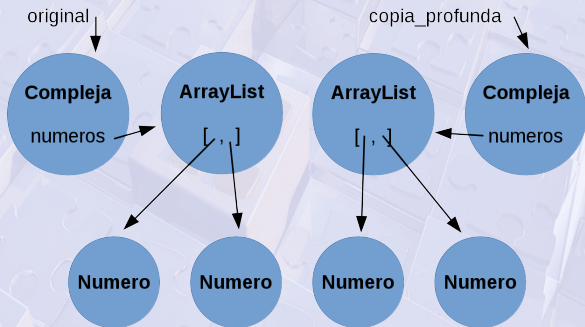 original
copia_profunda
Compleja
numeros
ArrayList
[ , ]
ArrayList
[ , ]
Compleja
numeros
Numero
Numero
Numero
Numero